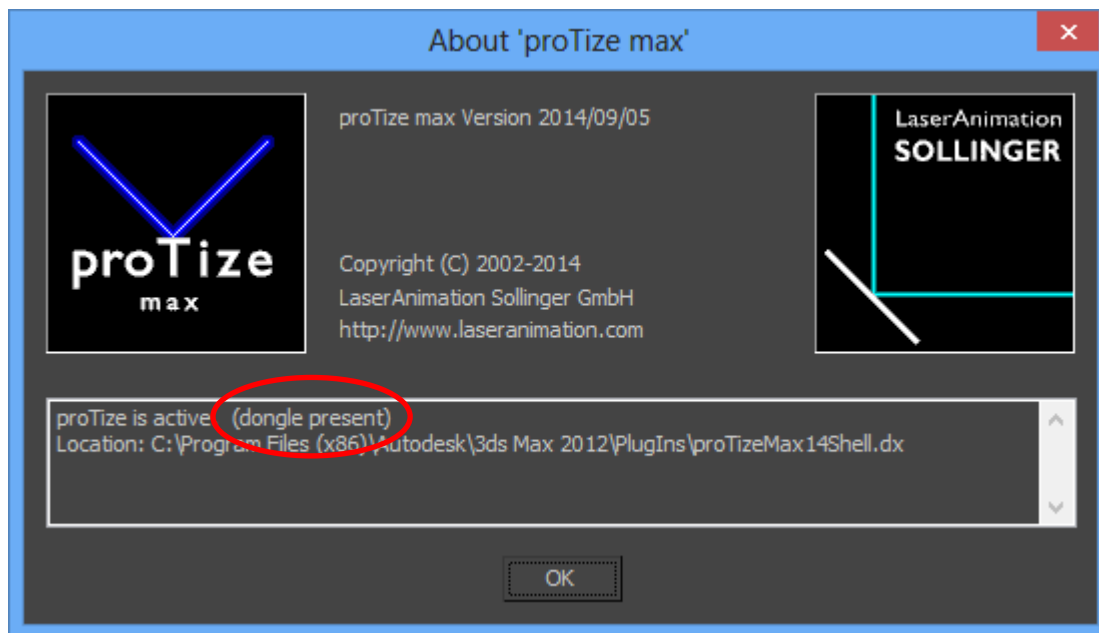 About 'proTize max'
proTize
max
proTize max Version 2014/09/05
Copyright (C) 2002-2014
LaserAnimation Sollinger GmbH
http://www.laseranimation.com
LaserAnimation
SOLLINGER
proTize is active (dongle present)
Location: C:\Program Files (x86)\Autodesk\3ds Max 2012\PlugIns\proTizeMax14Shell.dx
OK